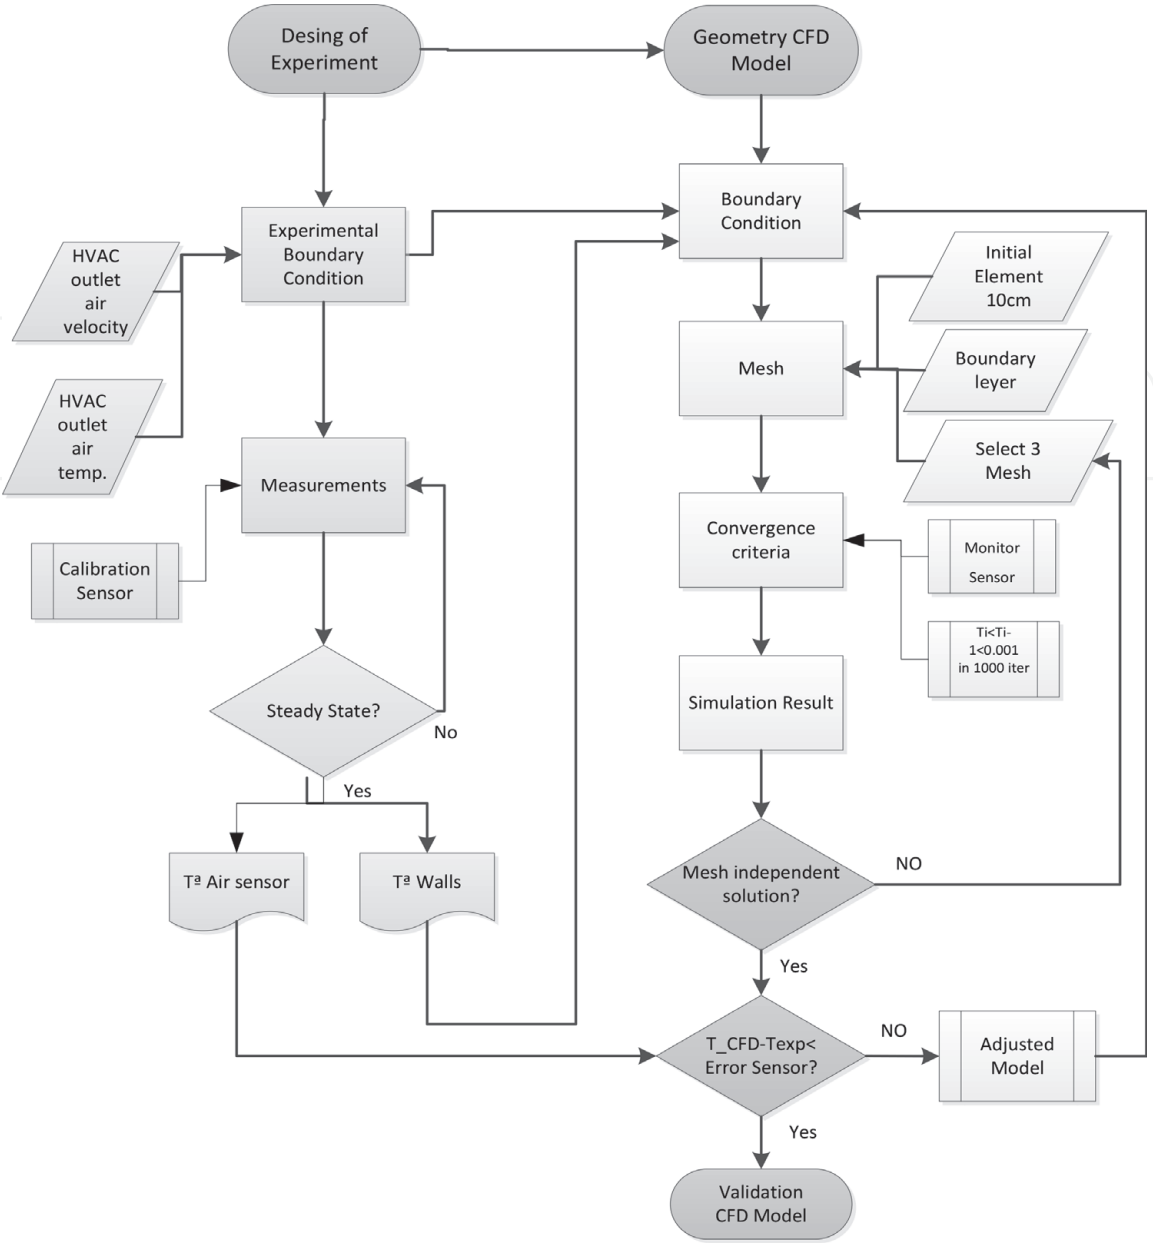 Desing of
Experiment
Geometry CFD
Model
Experimental
Boundary
Condition
Boundary
Condition
HVAC
outlet
air
velocity
Initial
Element
10cm
Mesh
Boundary
leyer
HVAC
outlet
air
temp.
Select 3
Mesh
Measurements
Convergence
criteria
Monitor
Sensor
Calibration
Sensor
Ti<Ti-
1<0.001
in 1000 iter
Steady State?
No
Simulation Result
Yes
Tª Air sensor
Tª Walls
Mesh independent
solution?
NO
Yes
T_CFD-Texp<
Error Sensor?
NO
Adjusted
Model
Yes
Validation
CFD Model